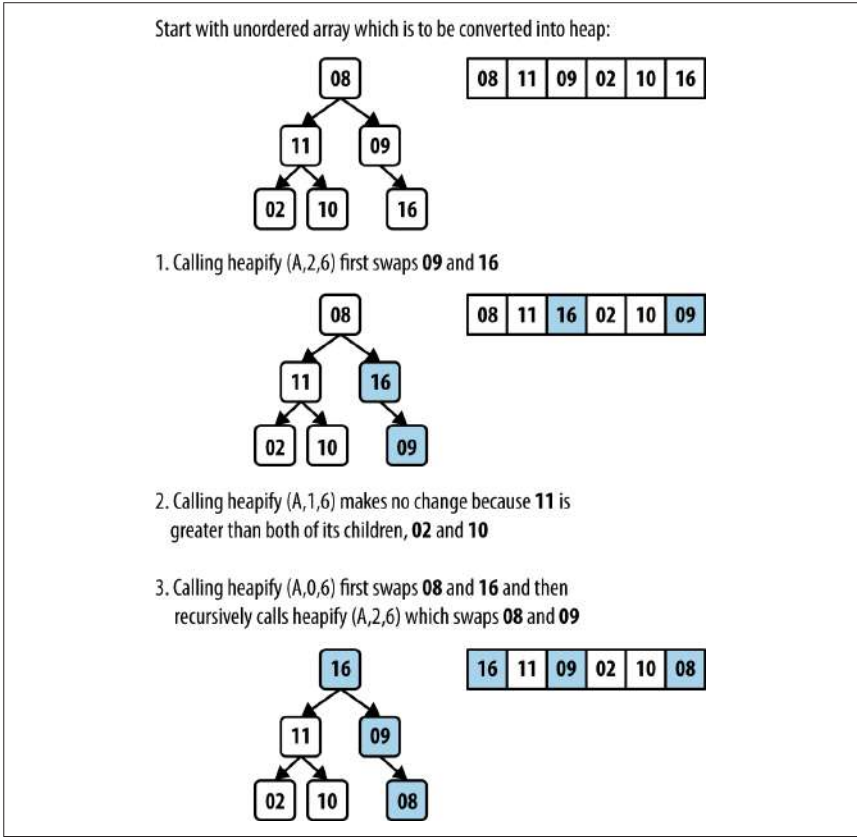 Start with unordered array which is to be converted into heap:
08
08 11 09 02 10 16
11 09
02 10 16
1. Calling heapify (A,2,6) first swaps 09 and 16
08
08 11 16 02 10 09
11 16
02 10 09
2. Calling heapify (A,1,6) makes no change because 11 is
greater than both of its children, 02 and 10
3. Calling heapify (A,0,6) first swaps 08 and 16 and then
recursively calls heapify (A,2,6) which swaps 08 and 09
16
16 11 09 02 10 08
11 09
02 10 08